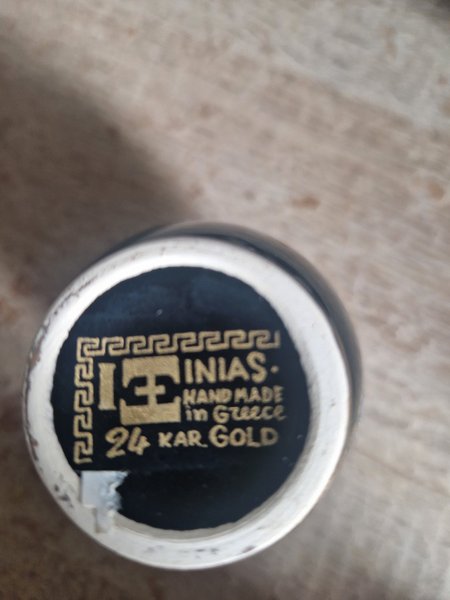 INIAS.
HAND MADE
in Greece
24 KAR. GOLD